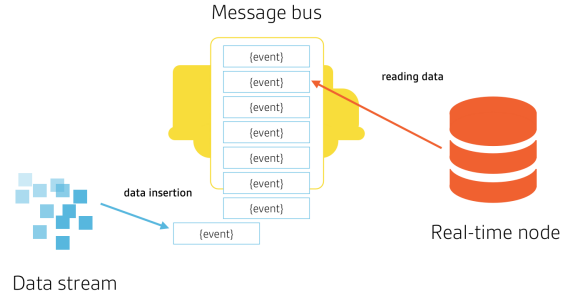 Message bus
{event}
{event}
reading data
{event}
{event}
{event}
{event}
data insertion
{event}
{event}
Real-time node
Data stream